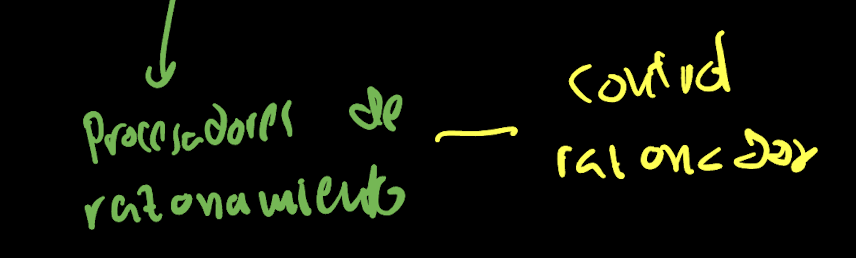 Procesadores de
razonamiento
—
control
razonador